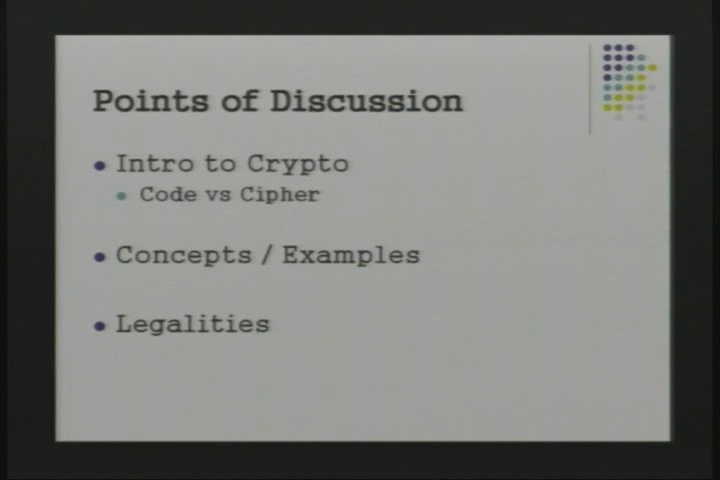 Points of Discussion
Intro to Crypto
Code vs Cipher
Concepts / Examples
Legalities